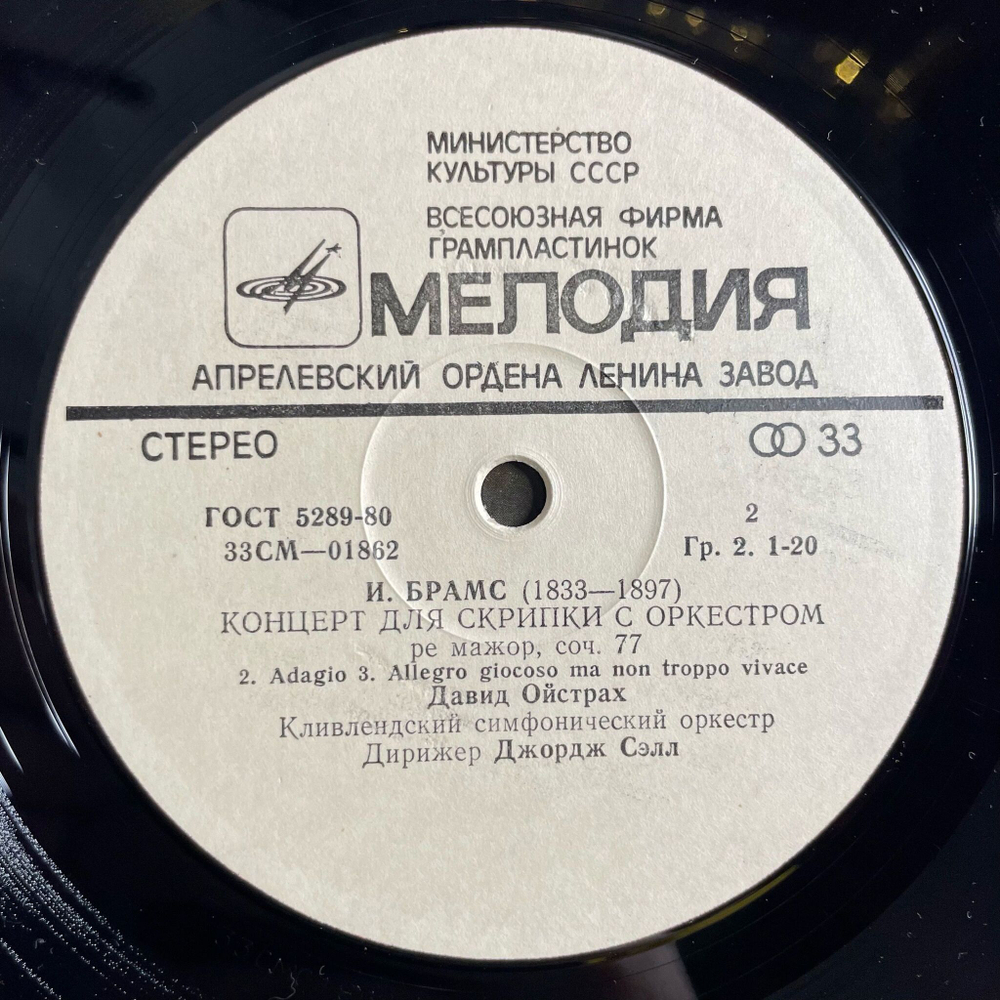 МИНИСТЕРСТВО
КУЛЬТУРЫ СССР
ВСЕСОЮЗНАЯ ФИРМА
ГРАМПЛАСТИНОК
МЕЛОДИЯ
АПРЕЛЕВСКИЙ ОРДЕНА ЛЕНИНА ЗАВОД
СТЕРЕО
33
ГОСТ 5289-80
2
33СМ—01862
Гр. 2. 1-20
И. БРАМС (1833—1897)
КОНЦЕРТ ДЛЯ СКРИПКИ С ОРКЕСТРОМ
ре мажор, соч. 77
2. Adagio 3. Allegro giocoso ma non troppo vivace
Давид Ойстрах
Кливлендский симфонический оркестр
Дирижер Джордж Сэлл